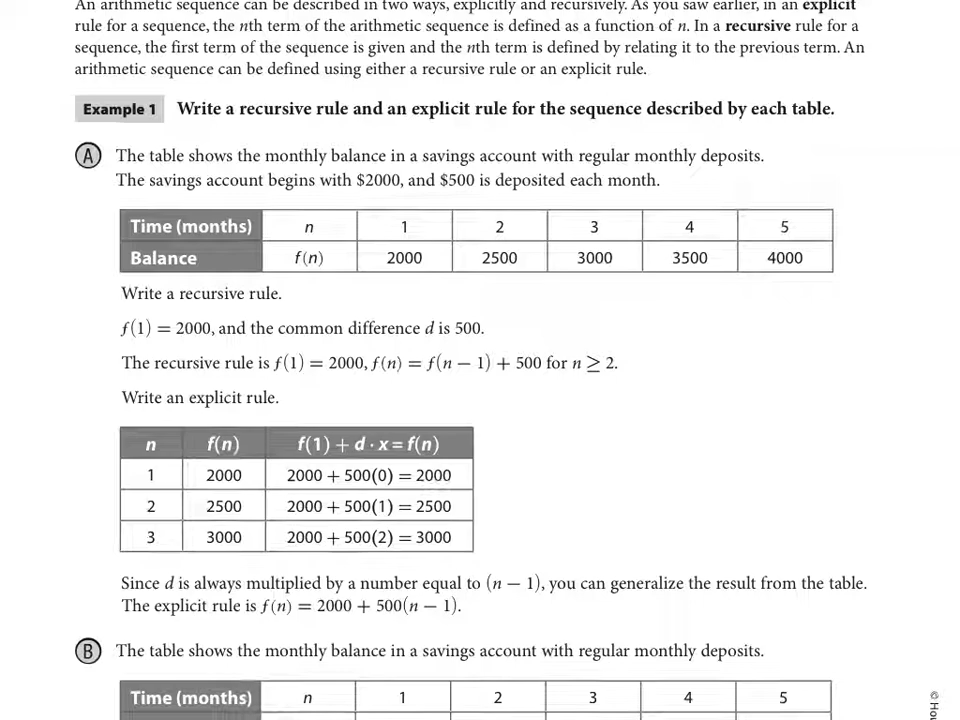 An arithmetic sequence can be described in two ways, explicitly and recursively. As you saw earlier, in an explicit
rule for a sequence, the nth term of the arithmetic sequence is defined as a function of n. In a recursive rule for a
sequence, the first term of the sequence is given and the nth term is defined by relating it to the previous term. An
arithmetic sequence can be defined using either a recursive rule or an explicit rule.
Example 1 Write a recursive rule and an explicit rule for the sequence described by each table.
A The table shows the monthly balance in a savings account with regular monthly deposits.
The savings account begins with $2000, and $500 is deposited each month.
Time (months) n 1 2 3 4 5
Balance f(n) 2000 2500 3000 3500 4000
Write a recursive rule.
f(1) = 2000, and the common difference d is 500.
The recursive rule is f(1) = 2000, f(n) = f(n − 1) + 500 for n ≥ 2.
Write an explicit rule.
n f(n) f(1) + d · x = f(n)
1 2000 2000 + 500(0) = 2000
2 2500 2000 + 500(1) = 2500
3 3000 2000 + 500(2) = 3000
Since d is always multiplied by a number equal to (n − 1), you can generalize the result from the table.
The explicit rule is f(n) = 2000 + 500(n − 1).
B The table shows the monthly balance in a savings account with regular monthly deposits.
Time (months) n 1 2 3 4 5